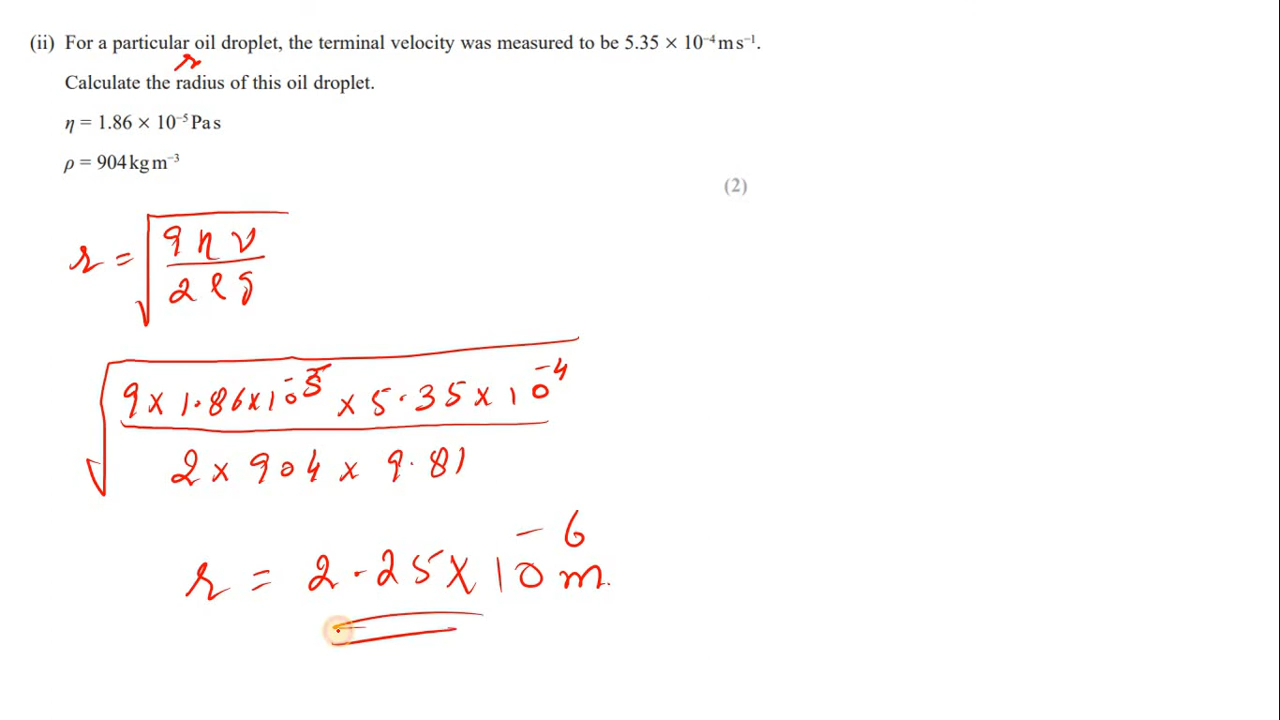 (ii) For a particular oil droplet, the terminal velocity was measured to be 5.35 × 10⁻⁴ m s⁻¹.
r
Calculate the radius of this oil droplet.
η = 1.86 × 10⁻⁵ Pa s
ρ = 904 kg m⁻³
(2)
r = √(9 η v / 2 ρ g)
√(9 × 1.86 × 10⁻⁵ × 5.35 × 10⁻⁴ / 2 × 904 × 9.81)
r = 2.25 × 10⁻⁶ m.